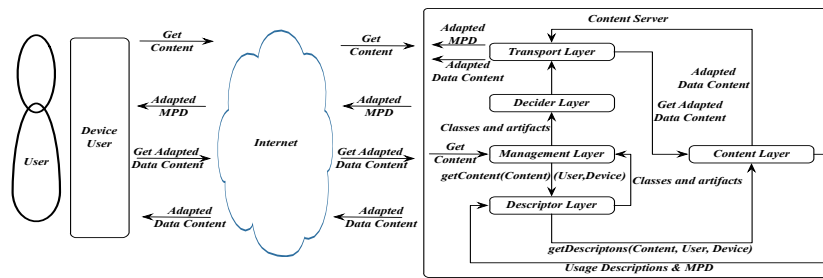 Content Server
Get
Content
Get
Content
Adapted
MPD
Transport Layer
Adapted
Data Content
Adapted
Data Content
Get Adapted
Data Content
Device
User
Adapted
MPD
Adapted
MPD
Decider Layer
Internet
Classes and artifacts
User
Get Adapted
Data Content
Get Adapted
Data Content
Get
Content
Management Layer
Content Layer
getContent(Content) (User,Device)
Classes and artifacts
Descriptor Layer
Adapted
Data Content
Adapted
Data Content
getDescriptons(Content, User, Device)
Usage Descriptions & MPD